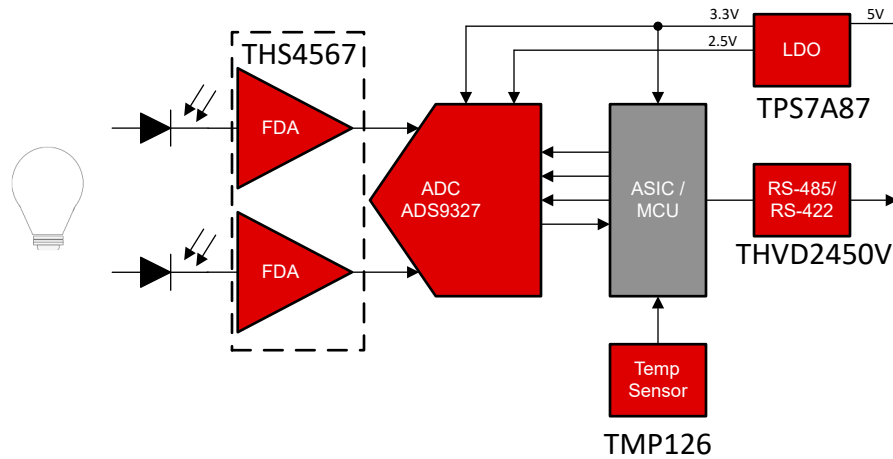 THS4567
FDA
FDA
ADC
ADS9327
3.3V
2.5V
5V
LDO
TPS7A87
ASIC /
MCU
RS-485/
RS-422
THVD2450V
Temp
Sensor
TMP126